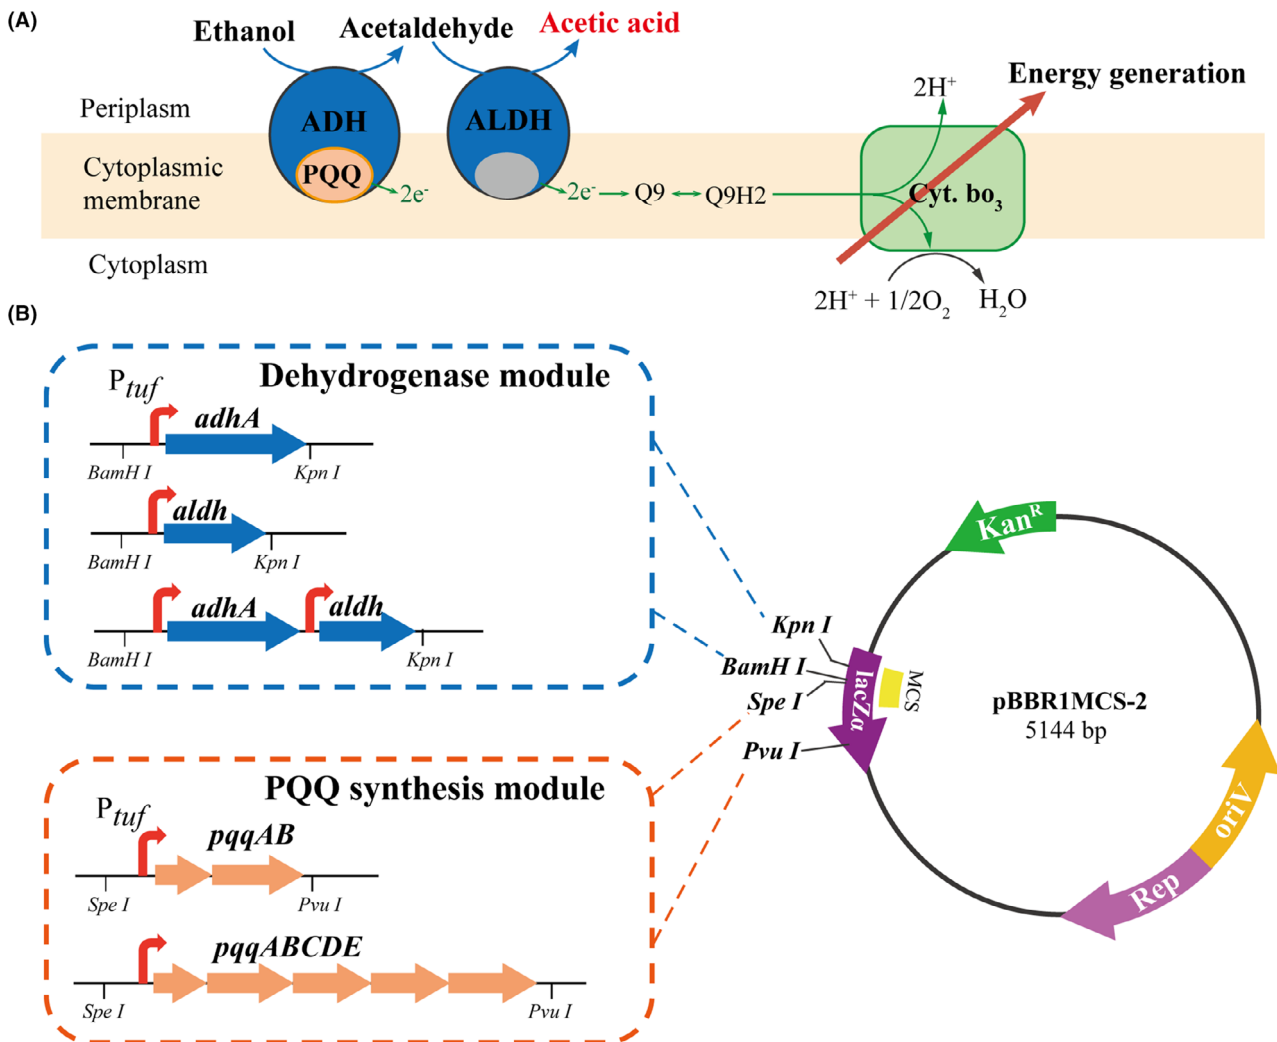 (A)
Ethanol
Acetaldehyde
Acetic acid
Energy generation
Periplasm
ADH
ALDH
2H⁺
Cytoplasmic
membrane
PQQ
2e⁻
2e⁻
Q9
Q9H2
Cyt. bo₃
Cytoplasm
2H⁺ + 1/2O₂
H₂O
(B)
Dehydrogenase module
Ptuf
adhA
BamH I
Kpn I
aldh
BamH I
Kpn I
adhA
aldh
BamH I
Kpn I
PQQ synthesis module
Ptuf
pqqAB
Spe I
Pvu I
pqqABCDE
Spe I
Pvu I
Kanᴿ
Kpn I
BamH I
Spe I
Pvu I
lacZα
MCS
pBBR1MCS-2
5144 bp
oriV
Rep